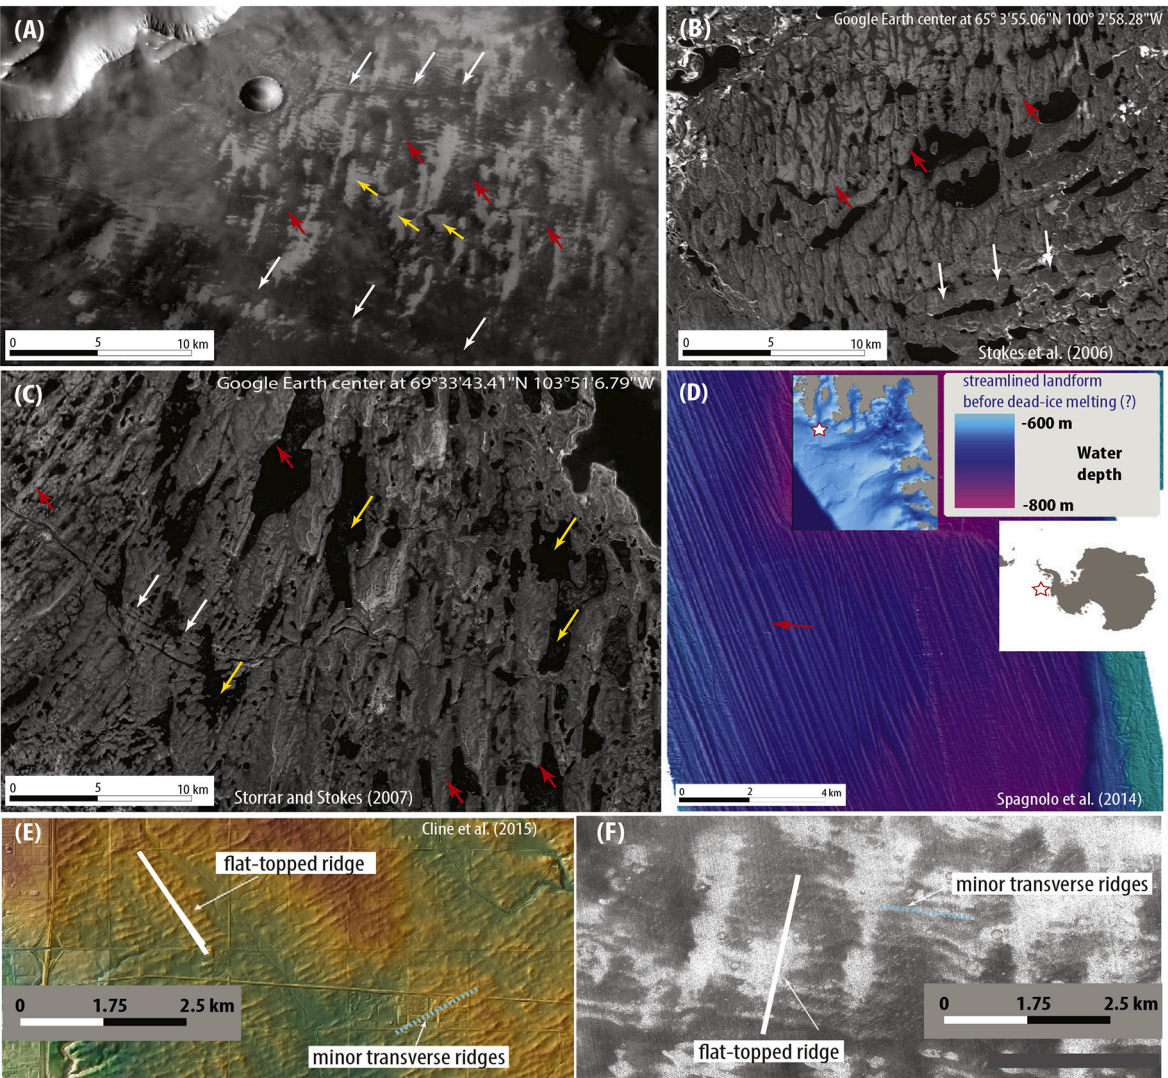 (A)
0 5 10 km
(B)
Google Earth center at 65° 3'55.06"N 100° 2'58.28"W
0 5 10 km
Stokes et al. (2006)
(C)
Google Earth center at 69°33'43.41"N 103°51'6.79"W
0 5 10 km
Storrar and Stokes (2007)
(D)
streamlined landform
before dead-ice melting (?)
-600 m
Water
depth
-800 m
0 2 4 km
Spagnolo et al. (2014)
(E)
Cline et al. (2015)
flat-topped ridge
0 1.75 2.5 km
minor transverse ridges
(F)
minor transverse ridges
0 1.75 2.5 km
flat-topped ridge